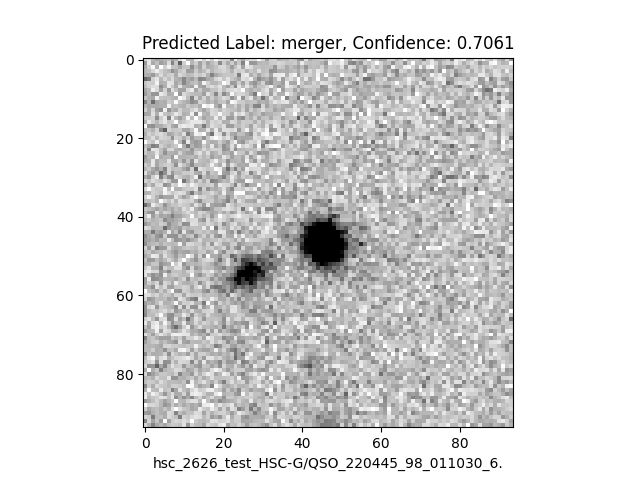 Predicted Label: merger, Confidence: 0.7061
0
20
40
60
80
0 20 40 60 80
hsc_2626_test_HSC-G/QSO_220445_98_011030_6.